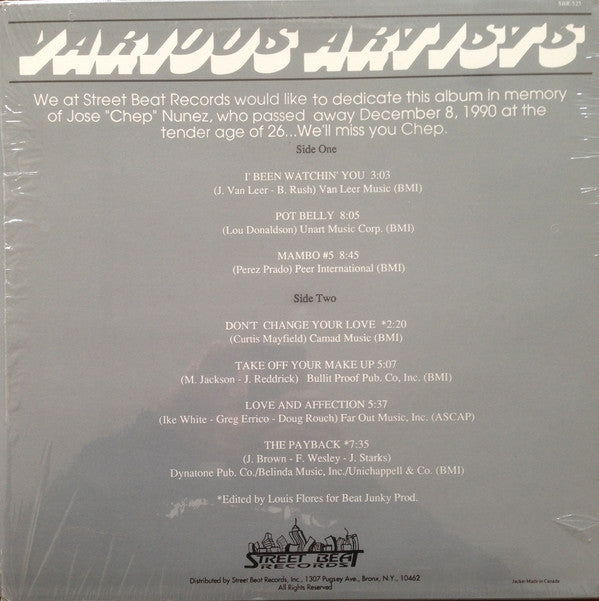 SBR-525
VARIOUS ARTISTS
We at Street Beat Records would like to dedicate this album in memory
of Jose "Chep" Nunez, who passed away December 8, 1990 at the
tender age of 26...We'll miss you Chep.
Side One
I' BEEN WATCHIN' YOU 3:03
(J. Van Leer - B. Rush) Van Leer Music (BMI)
POT BELLY 8:05
(Lou Donaldson) Unart Music Corp. (BMI)
MAMBO #5 8:45
(Perez Prado) Peer International (BMI)
Side Two
DON'T CHANGE YOUR LOVE *2:20
(Curtis Mayfield) Camad Music (BMI)
TAKE OFF YOUR MAKE UP 5:07
(M. Jackson - J. Reddrick) Bullit Proof Pub. Co, Inc. (BMI)
LOVE AND AFFECTION 5:37
(Ike White - Greg Errico - Doug Rouch) Far Out Music, Inc. (ASCAP)
THE PAYBACK *7:35
(J. Brown - F. Wesley - J. Starks)
Dynatone Pub. Co./Belinda Music, Inc./Unichappell & Co. (BMI)
*Edited by Louis Flores for Beat Junky Prod.
STREET BEAT
RECORDS
Distributed by Street Beat Records, Inc., 1307 Pugsey Ave., Bronx, N.Y., 10462
All Rights Reserved
Jacket Made in Canada